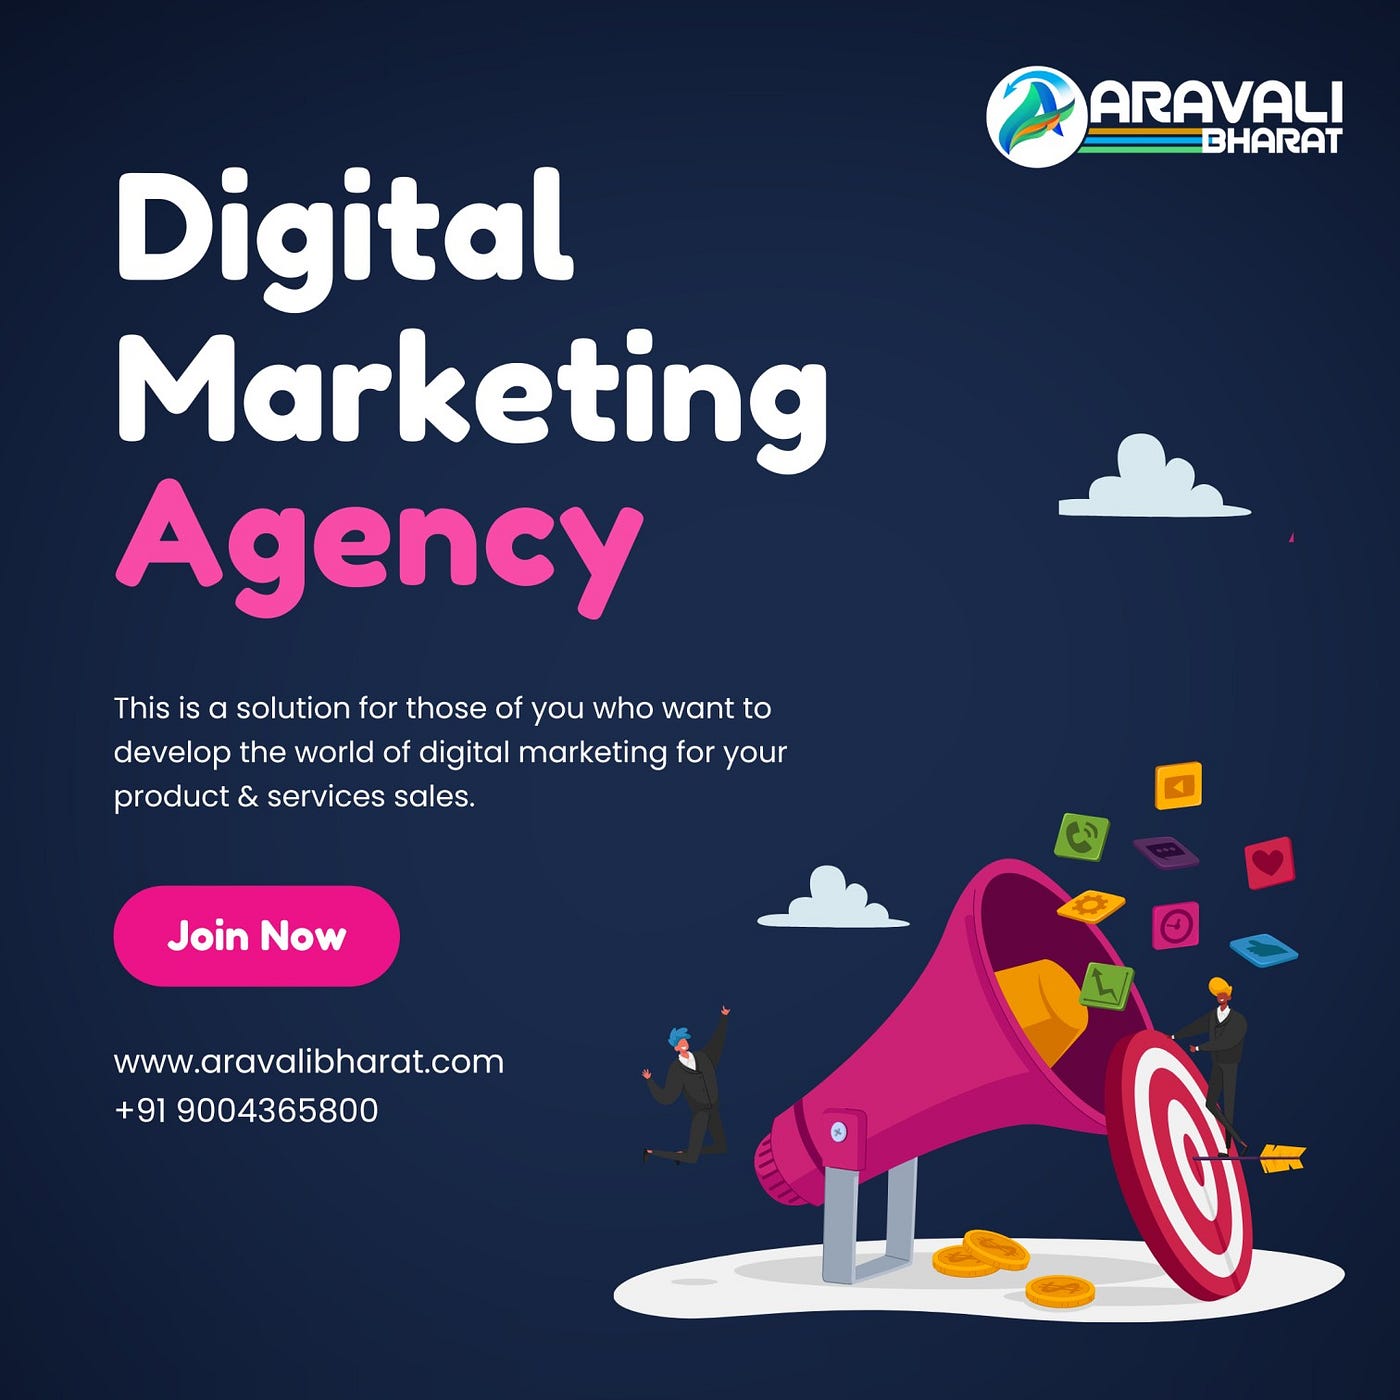 ARAVALI
BHARAT
Digital
Marketing
Agency
This is a solution for those of you who want to
develop the world of digital marketing for your
product & services sales.
Join Now
www.aravalibharat.com
+91 9004365800